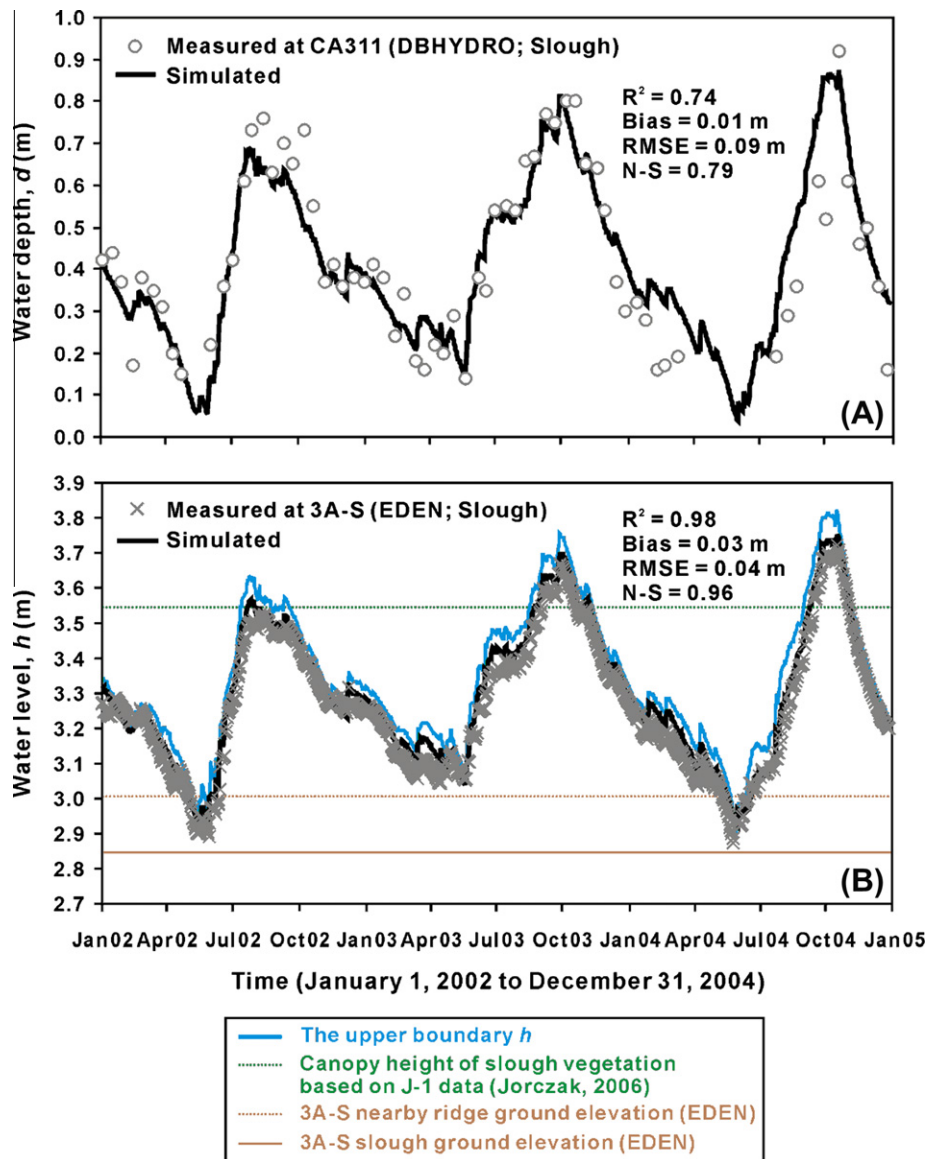 1.0
0.9
0.8
0.7
0.6
0.5
0.4
0.3
0.2
0.1
0.0
Water depth, d (m)
Measured at CA311 (DBHYDRO; Slough)
Simulated
R² = 0.74
Bias = 0.01 m
RMSE = 0.09 m
N-S = 0.79
(A)
3.9
3.8
3.7
3.6
3.5
3.4
3.3
3.2
3.1
3.0
2.9
2.8
2.7
Water level, h (m)
Measured at 3A-S (EDEN; Slough)
Simulated
R² = 0.98
Bias = 0.03 m
RMSE = 0.04 m
N-S = 0.96
(B)
Jan02 Apr02 Jul02 Oct02 Jan03 Apr03 Jul03 Oct03 Jan04 Apr04 Jul04 Oct04 Jan05
Time (January 1, 2002 to December 31, 2004)
The upper boundary h
Canopy height of slough vegetation
based on J-1 data (Jorczak, 2006)
3A-S nearby ridge ground elevation (EDEN)
3A-S slough ground elevation (EDEN)